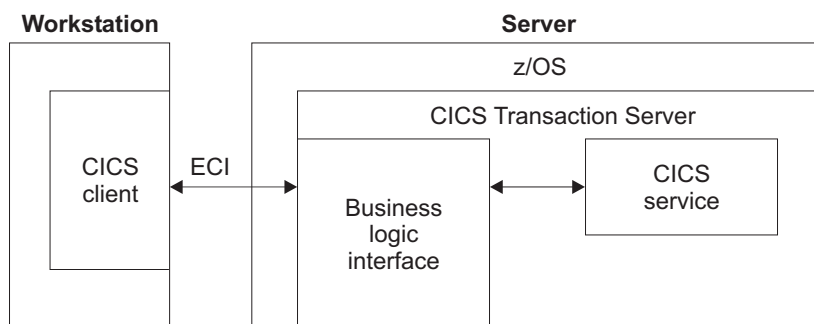 Workstation
Server
z/OS
CICS Transaction Server
CICS
client
ECI
Business
logic
interface
CICS
service